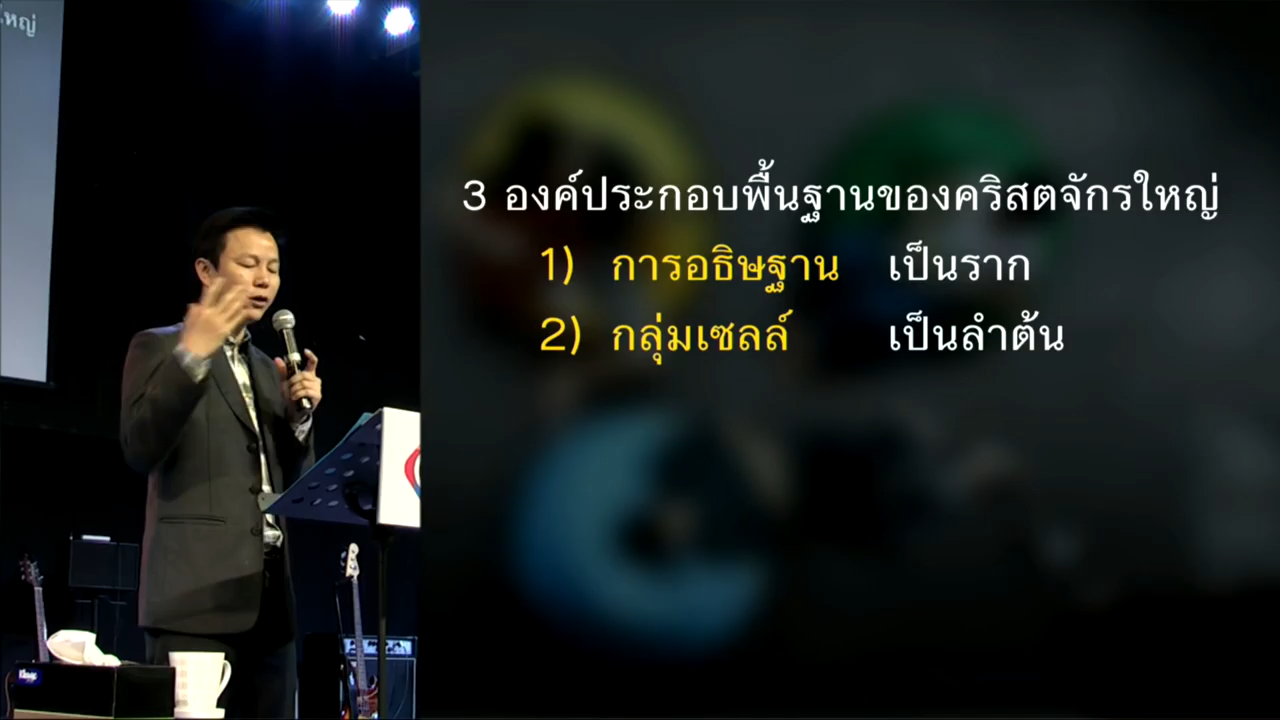 ใหญ่
3 องค์ประกอบพื้นฐานของคริสตจักรใหญ่
1) การอธิษฐาน เป็นราก
2) กลุ่มเซลล์ เป็นลำต้น